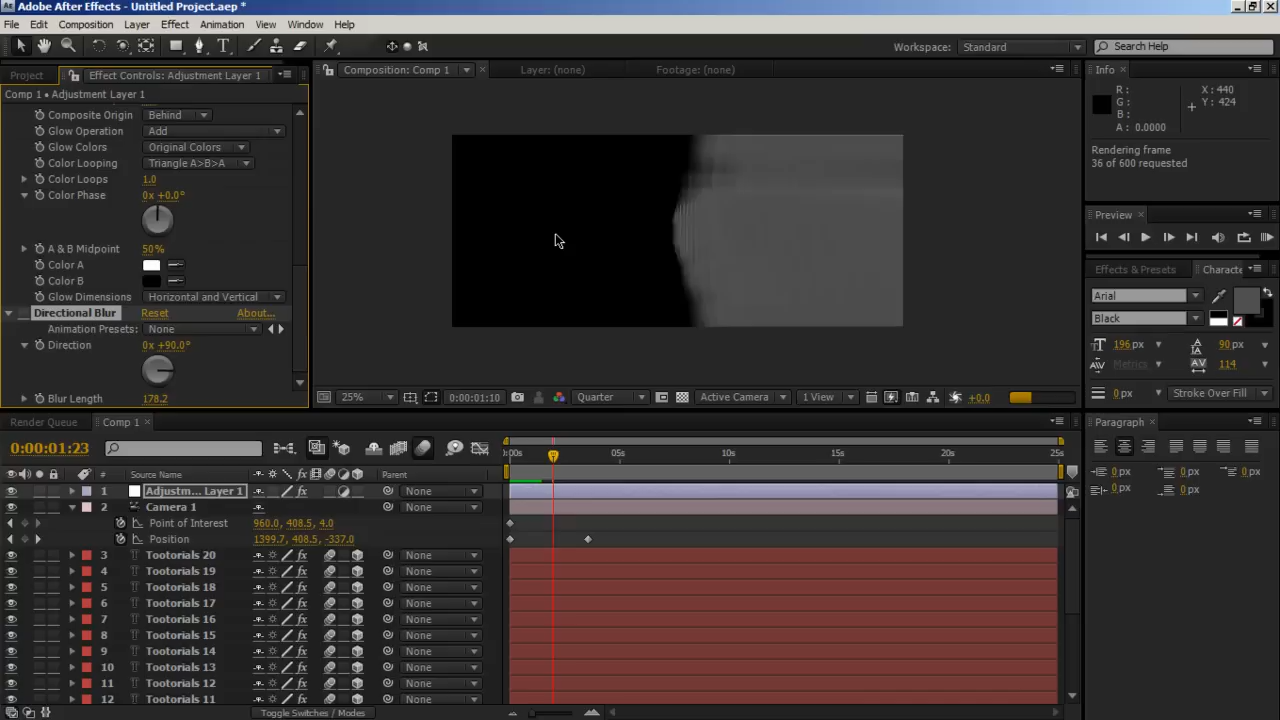 Adobe After Effects - Untitled Project.aep *
File Edit Composition Layer Effect Animation View Window Help
Workspace: Standard Search Help
Project Effect Controls: Adjustment Layer 1
Comp 1 • Adjustment Layer 1
Composite Origin Behind
Glow Operation Add
Glow Colors Original Colors
Color Looping Triangle A>B>A
Color Loops 1.0
Color Phase 0x +0.0°
A & B Midpoint 50%
Color A
Color B
Glow Dimensions Horizontal and Vertical
Directional Blur Reset About...
Animation Presets: None
Direction 0x +90.0°
Blur Length 178.2
Composition: Comp 1 Layer: (none) Footage: (none)
25% 0:00:01:10 Quarter Active Camera 1 View +0.0
Info
R : X : 440
G : Y : 424
B :
A : 0.0000
Rendering frame
36 of 600 requested
Preview
Effects & Presets Characte
Arial
Black
196 px 90 px
Metrics 114
0 px Stroke Over Fill
Paragraph
0 px 0 px 0 px
0 px 0 px
Render Queue Comp 1
0:00:01:23
:00s 05s 10s 15s 20s 25s
# Source Name Parent
1 Adjustm... Layer 1 None
2 Camera 1 None
Point of Interest 960.0, 408.5, 4.0
Position 1399.7, 408.5, -337.0
3 Tootorials 20 None
4 Tootorials 19 None
5 Tootorials 18 None
6 Tootorials 17 None
7 Tootorials 16 None
8 Tootorials 15 None
9 Tootorials 14 None
10 Tootorials 13 None
11 Tootorials 12 None
12 Tootorials 11 None
Toggle Switches / Modes